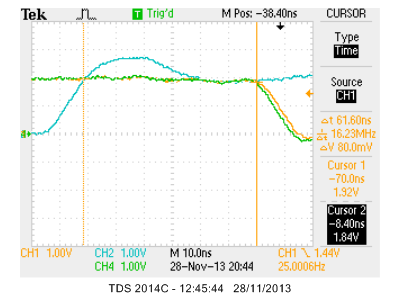 Tek T Trig'd M Pos: -38.40ns CURSOR
Type
Time
Source
CH1
Δt 61.60ns
16.23MHz
ΔV 80.0mV
Cursor 1
-70.0ns
1.92V
Cursor 2
-8.40ns
1.84V
CH1 1.00V CH2 1.00V M 10.0ns CH1 1.44V
CH4 1.00V 28-Nov-13 20:44 25.0006Hz
TDS 2014C - 12:45:44 28/11/2013